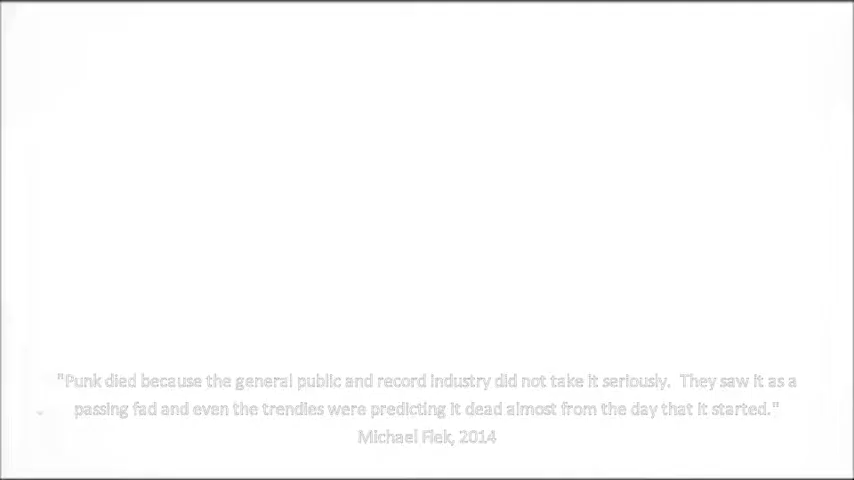 "Punk died because the general public and record industry did not take it seriously.  They saw it as a
passing fad and even the trendies were predicting it dead almost from the day that it started."
Michael Flek, 2014